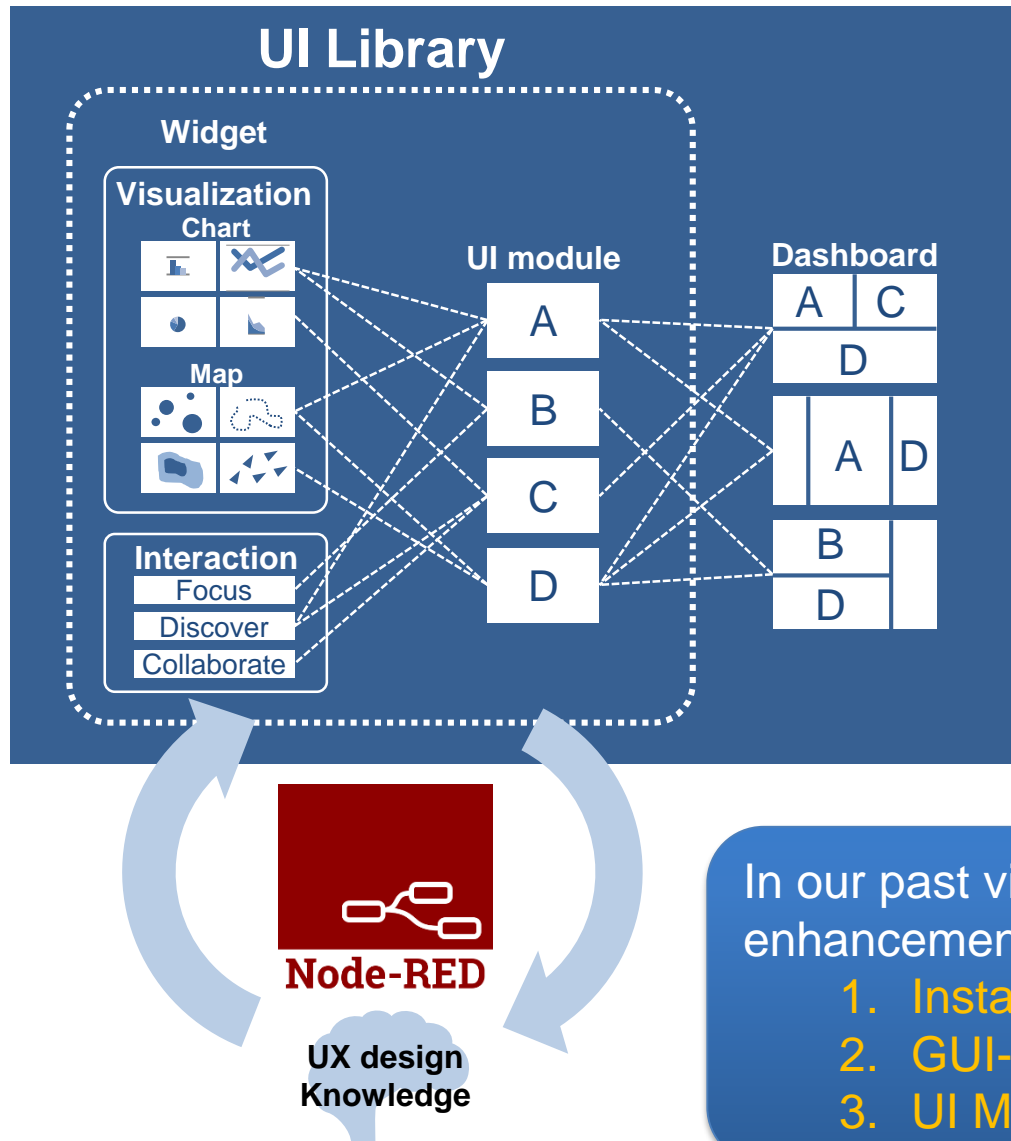 UI Library
Widget
Visualization
Chart
Map
Interaction
Focus
Discover
Collaborate
UI module
A
B
C
D
Dashboard
A C
D
A D
B
D
Node-RED
UX design
Knowledge
In our past
enhancemen
1. Insta
2. GUI-
3. UI M